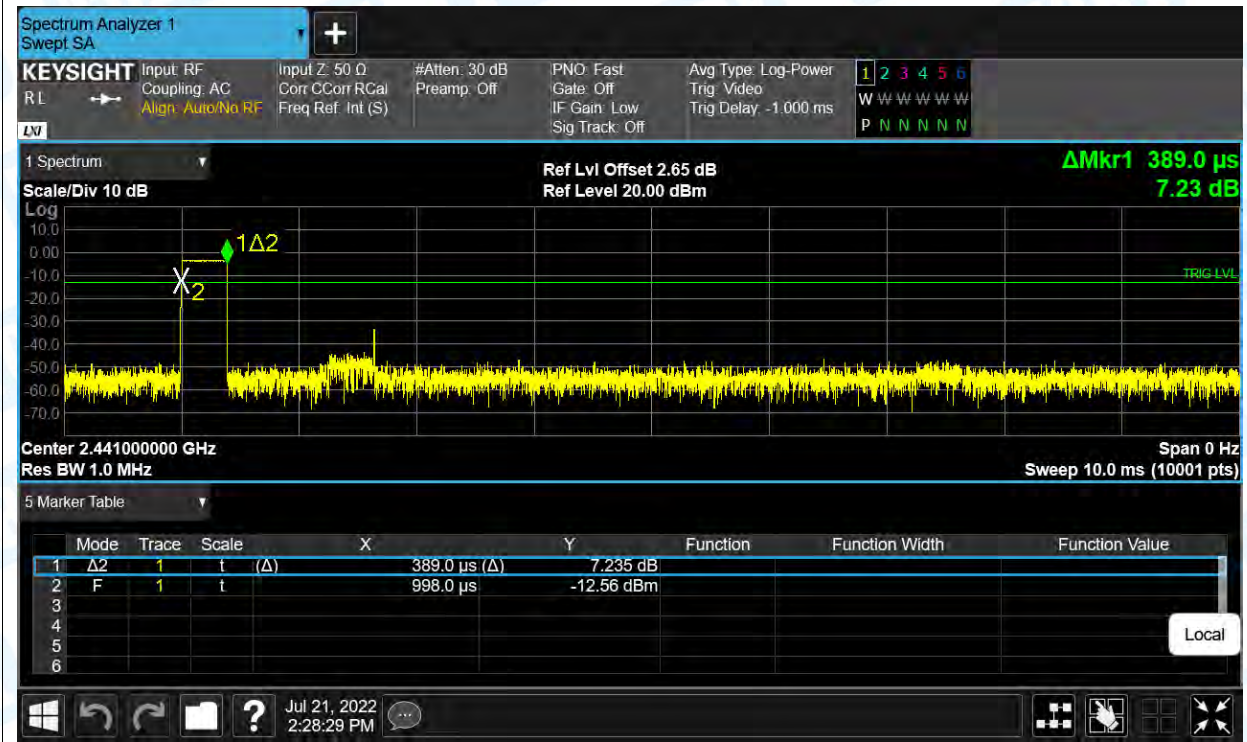 Spectrum Analyzer 1
Swept SA
+
KEYSIGHT Input: RF Input Z: 50 Ω #Atten: 30 dB PNO: Fast Avg Type: Log-Power 1 2 3 4 5 6
RL Coupling: AC Corr CCorr RCal Preamp: Off Gate: Off Trig: Video W W W W W W
Align: Auto/No RF Freq Ref: Int (S) IF Gain: Low Trig Delay: -1.000 ms
LXI Sig Track: Off P N N N N N
1 Spectrum ΔMkr1 389.0 µs
Ref Lvl Offset 2.65 dB
Scale/Div 10 dB Ref Level 20.00 dBm 7.23 dB
Log
10.0
1Δ2
0.00
-10.0 TRIG LVL
2
-20.0
-30.0
-40.0
-50.0
-60.0
-70.0
Center 2.441000000 GHz Span 0 Hz
Res BW 1.0 MHz Sweep 10.0 ms (10001 pts)
5 Marker Table
Mode Trace Scale X Y Function Function Width Function Value
1 Δ2 1 t (Δ) 389.0 µs (Δ) 7.235 dB
2 F 1 t 998.0 µs -12.56 dBm
3
4
5 Local
6
? Jul 21, 2022
2:28:29 PM